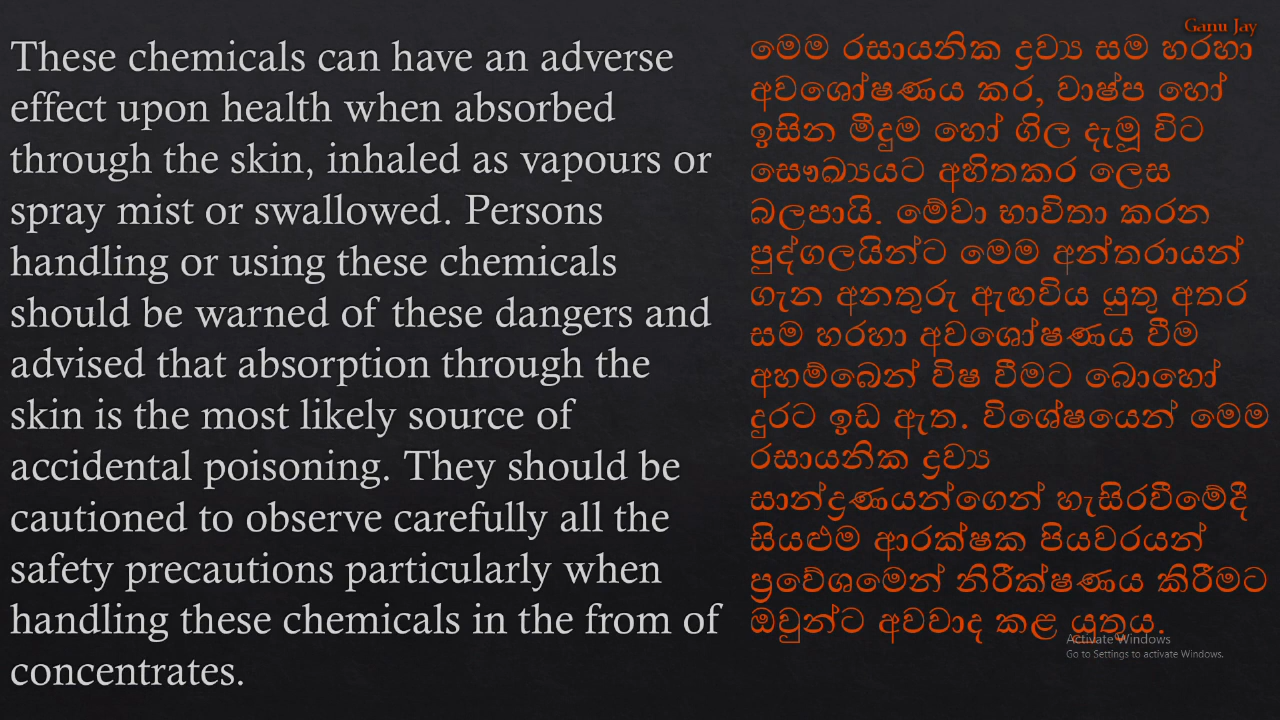 Ganu Jay
These chemicals can have an adverse
effect upon health when absorbed
through the skin, inhaled as vapours or
spray mist or swallowed. Persons
handling or using these chemicals
should be warned of these dangers and
advised that absorption through the
skin is the most likely source of
accidental poisoning. They should be
cautioned to observe carefully all the
safety precautions particularly when
handling these chemicals in the from of
concentrates.
මෙම රසායනික ද්‍රව්‍ය සම හරහා
අවශෝෂණය කර, වාෂ්ප හෝ
ඉසින මීදුම හෝ ගිල දැමූ විට
සෞඛ්‍යයට අහිතකර ලෙස
බලපායි. මේවා භාවිතා කරන
පුද්ගලයින්ට මෙම අන්තරායන්
ගැන අනතුරු ඇඟවිය යුතු අතර
සම හරහා අවශෝෂණය වීම
අහම්බෙන් විෂ වීමට බොහෝ
දුරට ඉඩ ඇත. විශේෂයෙන් මෙම
රසායනික ද්‍රව්‍ය
සාන්ද්‍රණයන්ගෙන් හැසිරවීමේදී
සියළුම ආරක්ෂක පියවරයන්
ප්‍රවේශමෙන් නිරීක්ෂණය කිරීමට
ඔවුන්ට අවවාද කළ යුතුය.
Activate Windows
Go to Settings to activate Windows.